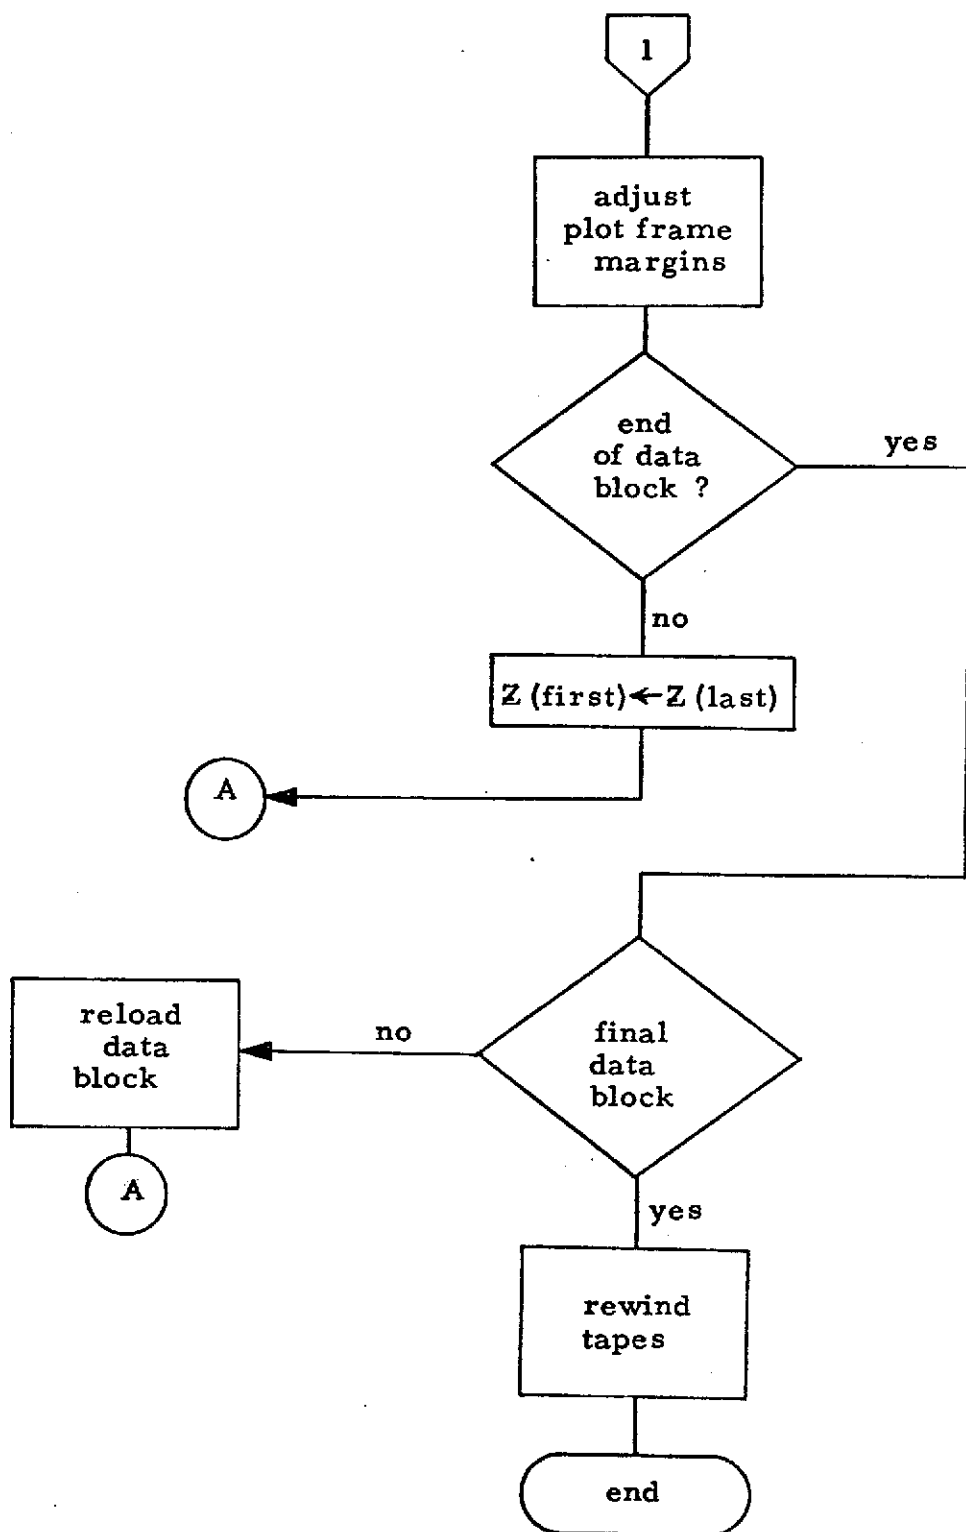 1
adjust
plot frame
margins
end
of data
block ?
yes
no
Z (first)←Z (last)
A
reload
data
block
no
final
data
block
A
yes
rewind
tapes
end